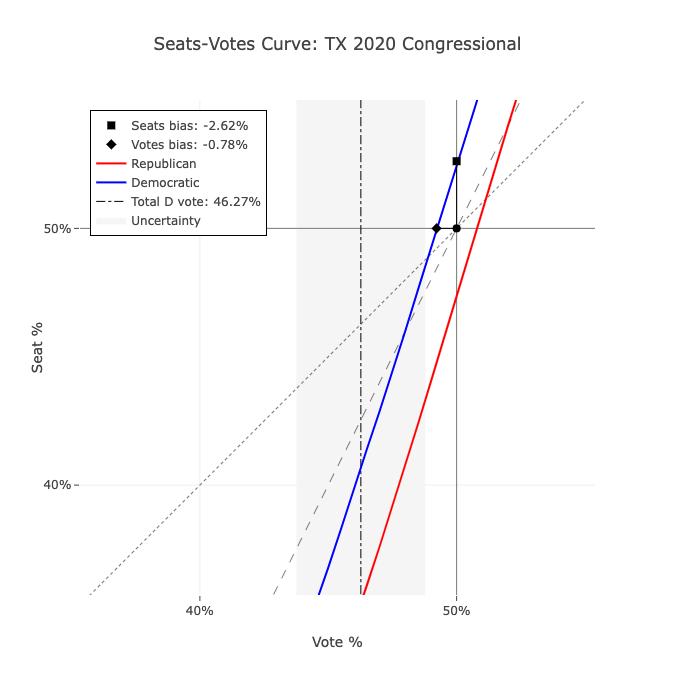 Seats-Votes Curve: TX 2020 Congressional
Seats bias: -2.62%
Votes bias: -0.78%
Republican
Democratic
Total D vote: 46.27%
Uncertainty
50%
Seat %
40%
40%
50%
Vote %